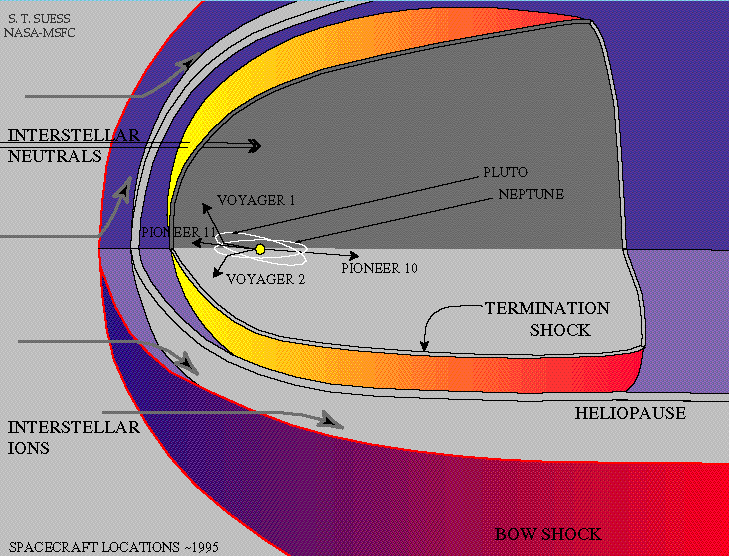 S. T. SUESS
NASA-MSFC
INTERSTELLAR
NEUTRALS
PLUTO
NEPTUNE
VOYAGER 1
PIONEER 11
VOYAGER 2
PIONEER 10
TERMINATION
SHOCK
HELIOPAUSE
INTERSTELLAR
IONS
BOW SHOCK
SPACECRAFT LOCATIONS ~1995